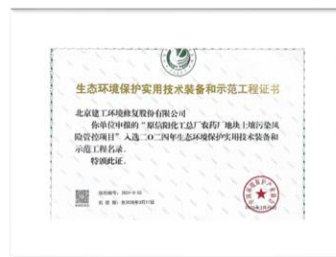 生态环境保护实用技术装备和示范工程证书
北京建工环境修复股份有限公司
你单位申报的“原信阳化工总厂农药厂地块土壤污染风
险管控项目”入选二〇二四年生态环境保护实用技术装备和
示范工程名录。
特颁此证。